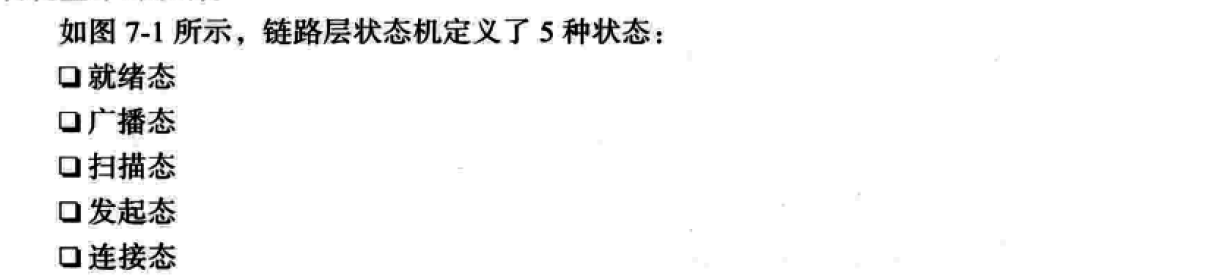 如图 7-1 所示，链路层状态机定义了 5 种状态：
❑ 就绪态
❑ 广播态
❑ 扫描态
❑ 发起态
❑ 连接态